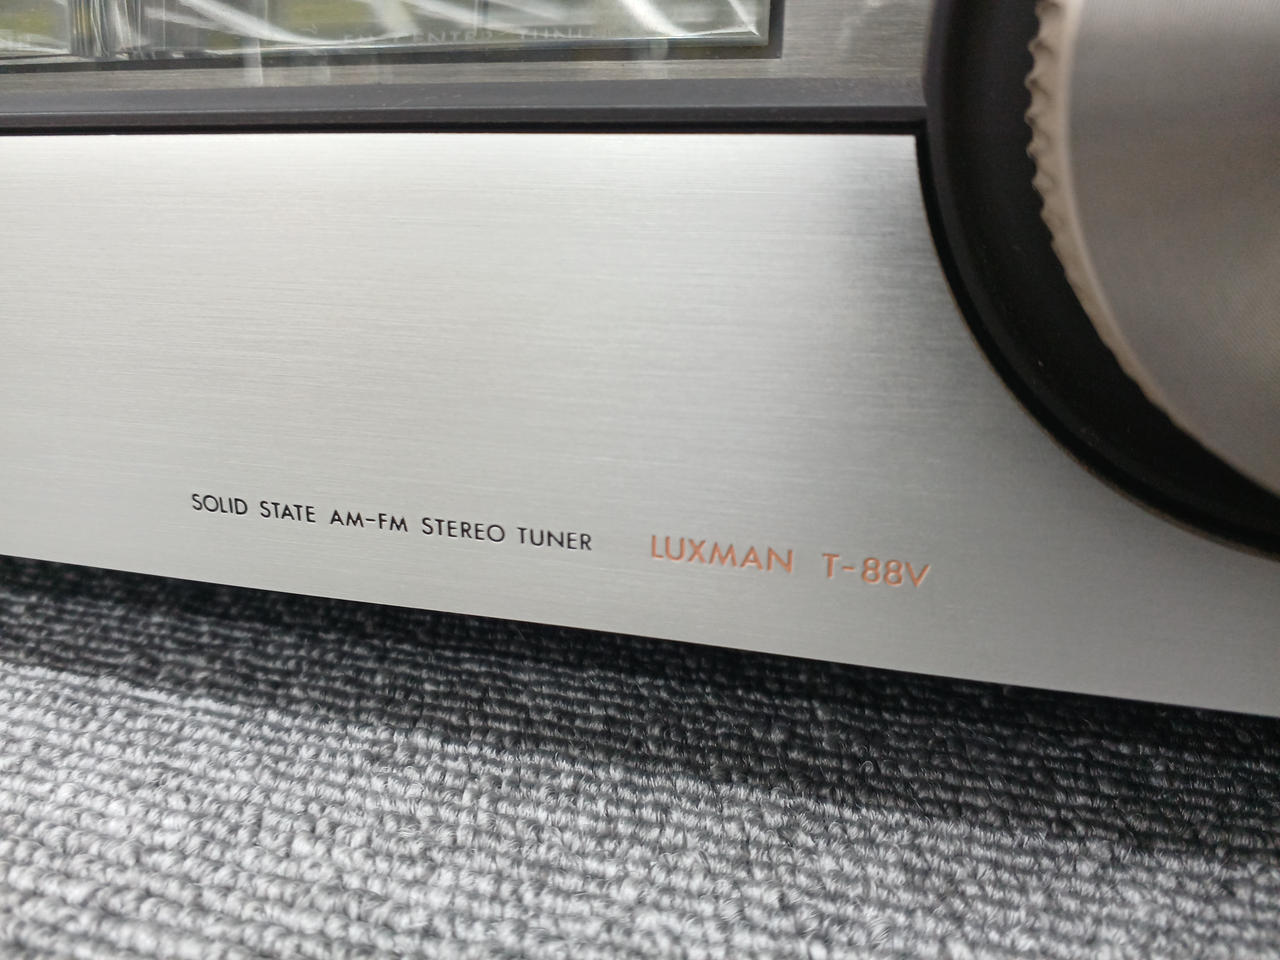 SOLID STATE AM-FM STEREO TUNER LUXMAN T-88V